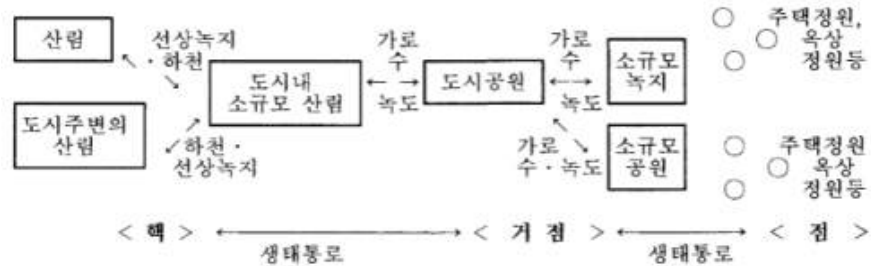 산림
선상녹지
·하천
도시주변의
산림
하천·
선상녹지
도시내
소규모 산림
가로
수
녹도
도시공원
가로
수
녹도
가로
수·녹도
소규모
녹지
소규모
공원
주택정원,
옥상
정원등
주택정원
옥상
정원등
< 핵 > 생태통로 < 거 점 > 생태통로 < 점 >